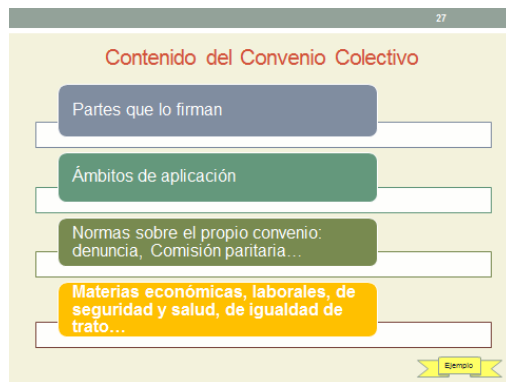 27
Contenido del Convenio Colectivo
Partes que lo firman
Ámbitos de aplicación
Normas sobre el propio convenio:
denuncia, Comisión paritaria...
Materias económicas, laborales, de
seguridad y salud, de igualdad de
trato...
Ejemplo